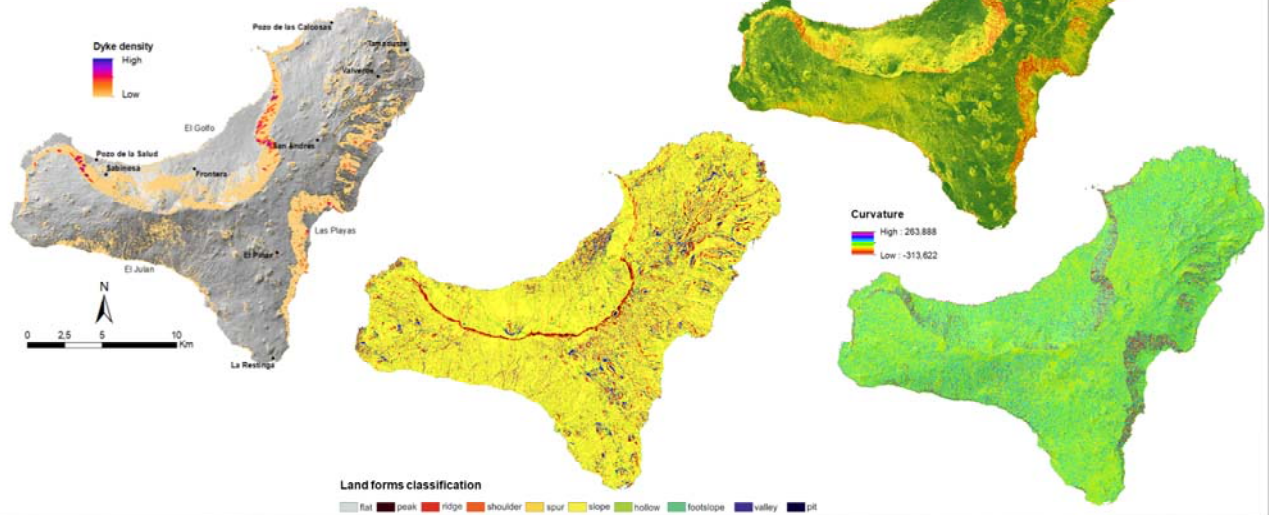 Pozo de las Calcosas
Dyke density
High
Low
Tamaduste
Valverde
El Golfo
San Andres
Pozo de la Salud
Sabinosa
Frontera
Las Playas
El Pinar
El Julan
N
0 2,5 5 10
Km
La Restinga
Curvature
High : 263,888
Low : -313,622
Land forms classification
flat peak ridge shoulder spur slope hollow footslope valley pit